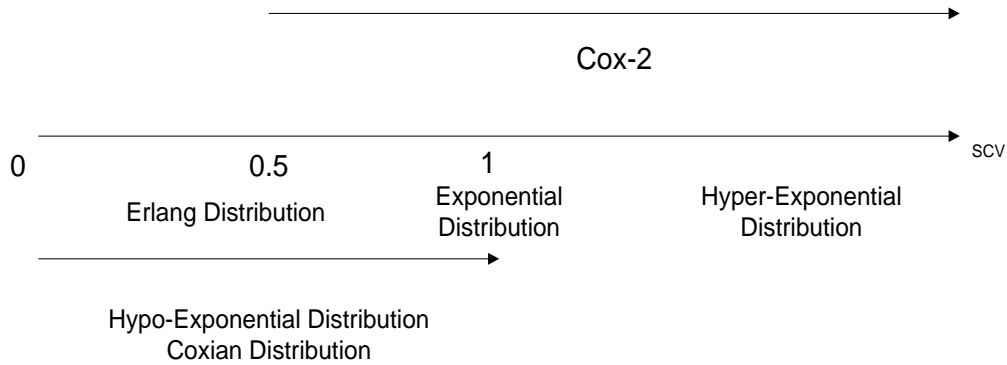 Cox-2
0
0.5
1
SCV
Erlang Distribution
Exponential
Distribution
Hyper-Exponential
Distribution
Hypo-Exponential Distribution
Coxian Distribution